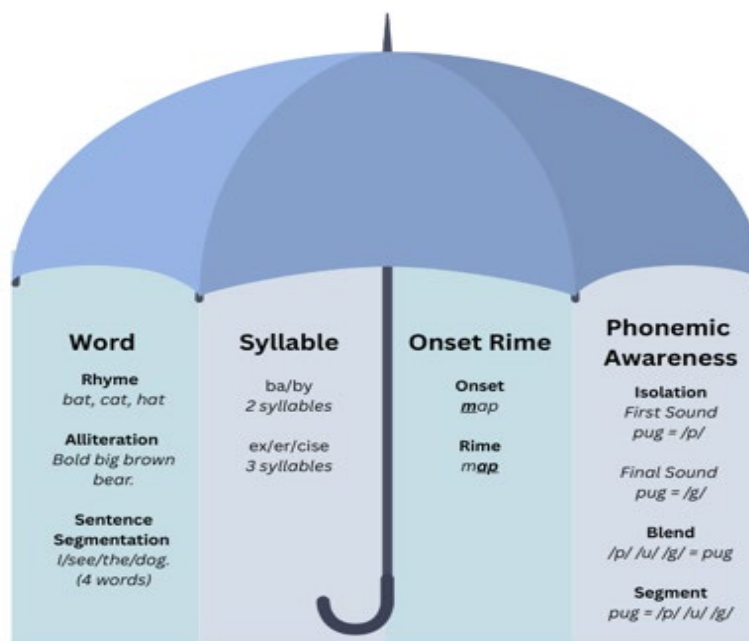 Word
Rhyme
bat, cat, hat
Alliteration
Bold big brown
bear.
Sentence
Segmentation
I/see/the/dog.
(4 words)
Syllable
ba/by
2 syllables
ex/er/cise
3 syllables
Onset Rime
Onset
map
Rime
map
Phonemic
Awareness
Isolation
First Sound
pug = /p/
Final Sound
pug = /g/
Blend
/p/ /u/ /g/ = pug
Segment
pug = /p/ /u/ /g/